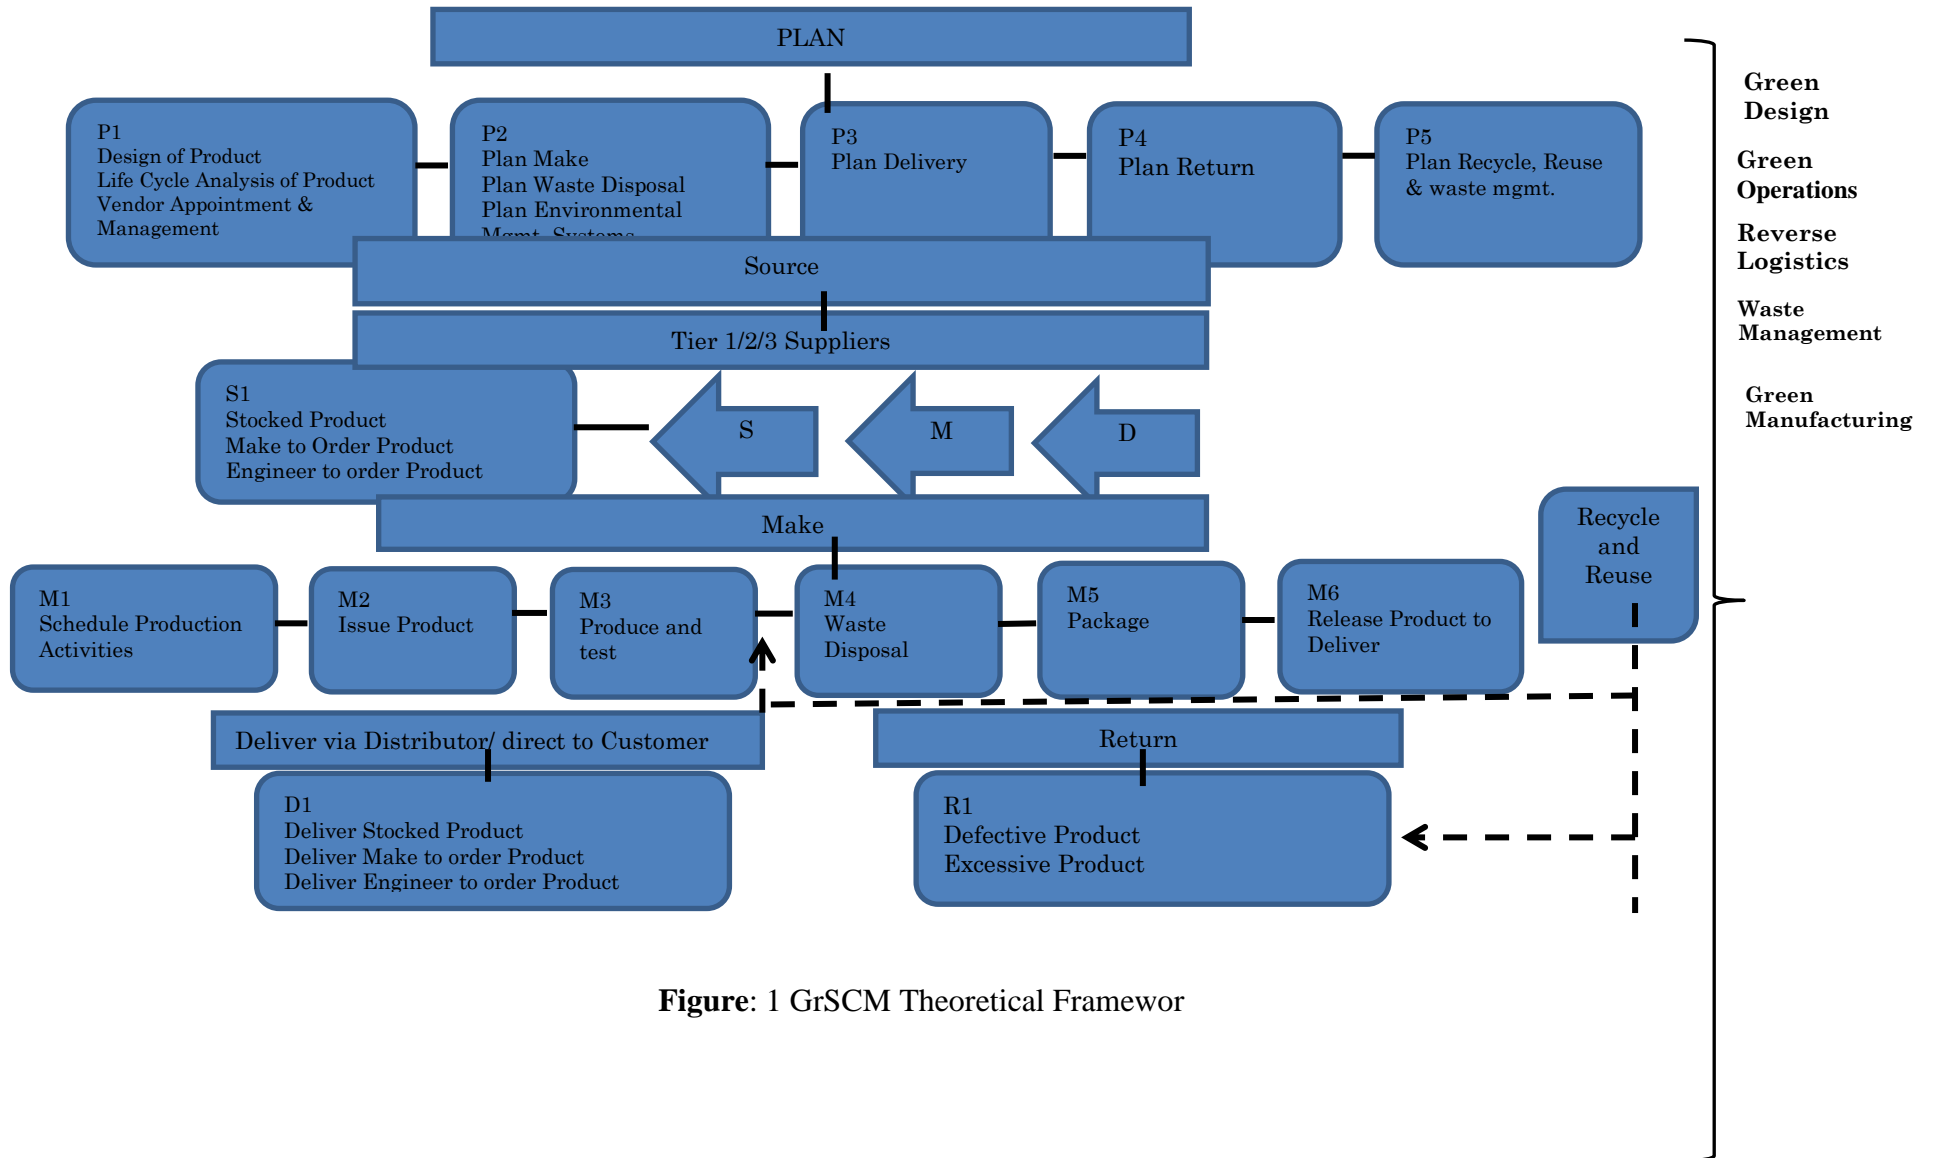 PLAN
P1
Design of Product
Life Cycle Analysis of Product
Vendor Appointment &
Management
P2
Plan Make
Plan Waste Disposal
Plan Environmental
Mgmt. Systems
P3
Plan Delivery
P4
Plan Return
P5
Plan Recycle, Reuse
& waste mgmt.
Source
Tier 1/2/3 Suppliers
S1
Stocked Product
Make to Order Product
Engineer to order Product
S
M
D
Make
M1
Schedule Production
Activities
M2
Issue Product
M3
Produce and
test
M4
Waste
Disposal
M5
Package
M6
Release Product to
Deliver
Recycle
and
Reuse
Deliver via Distributor/ direct to Customer
D1
Deliver Stocked Product
Deliver Make to order Product
Deliver Engineer to order Product
Return
R1
Defective Product
Excessive Product
Green
Design
Green
Operations
Reverse
Logistics
Waste
Management
Green
Manufacturing
Figure: 1 GrSCM Theoretical Framewor